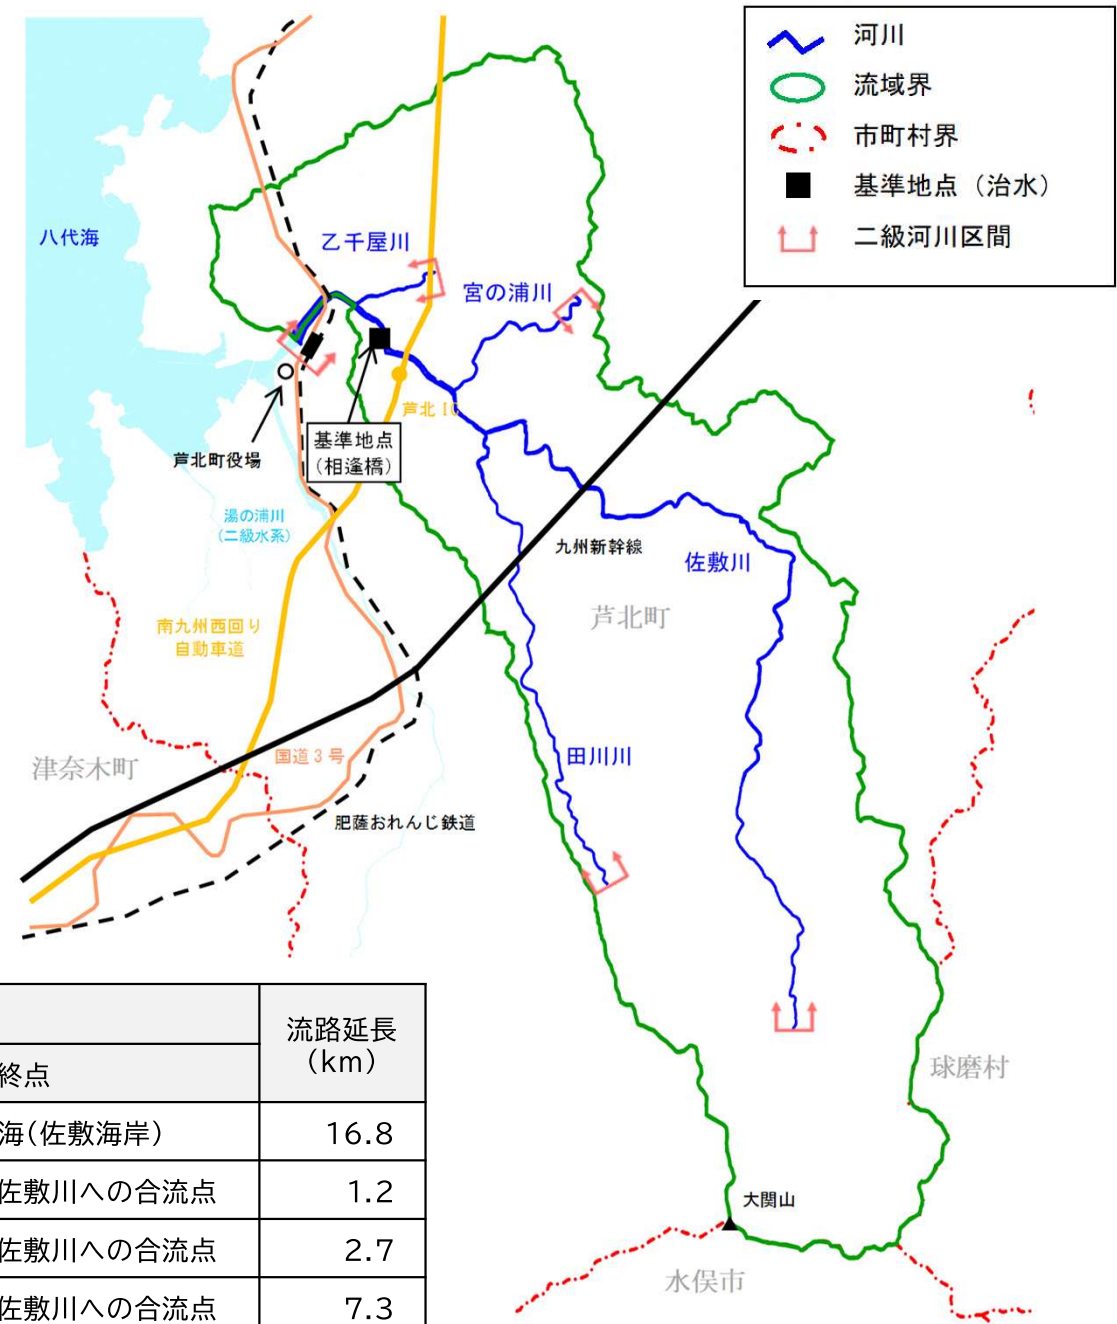 河川
流域界
市町村界
基準地点（治水）
二級河川区間
八代海
乙千屋川
宮の浦川
芦北IC
基準地点
（相逢橋）
芦北町役場
湯の浦川
（二級水系）
九州新幹線
佐敷川
芦北町
南九州西回り
自動車道
田川川
国道3号
津奈木町
肥薩おれんじ鉄道
流路延長
(km)
終点
海(佐敷海岸)
16.8
佐敷川への合流点
1.2
佐敷川への合流点
2.7
佐敷川への合流点
7.3
球磨村
大関山
水俣市